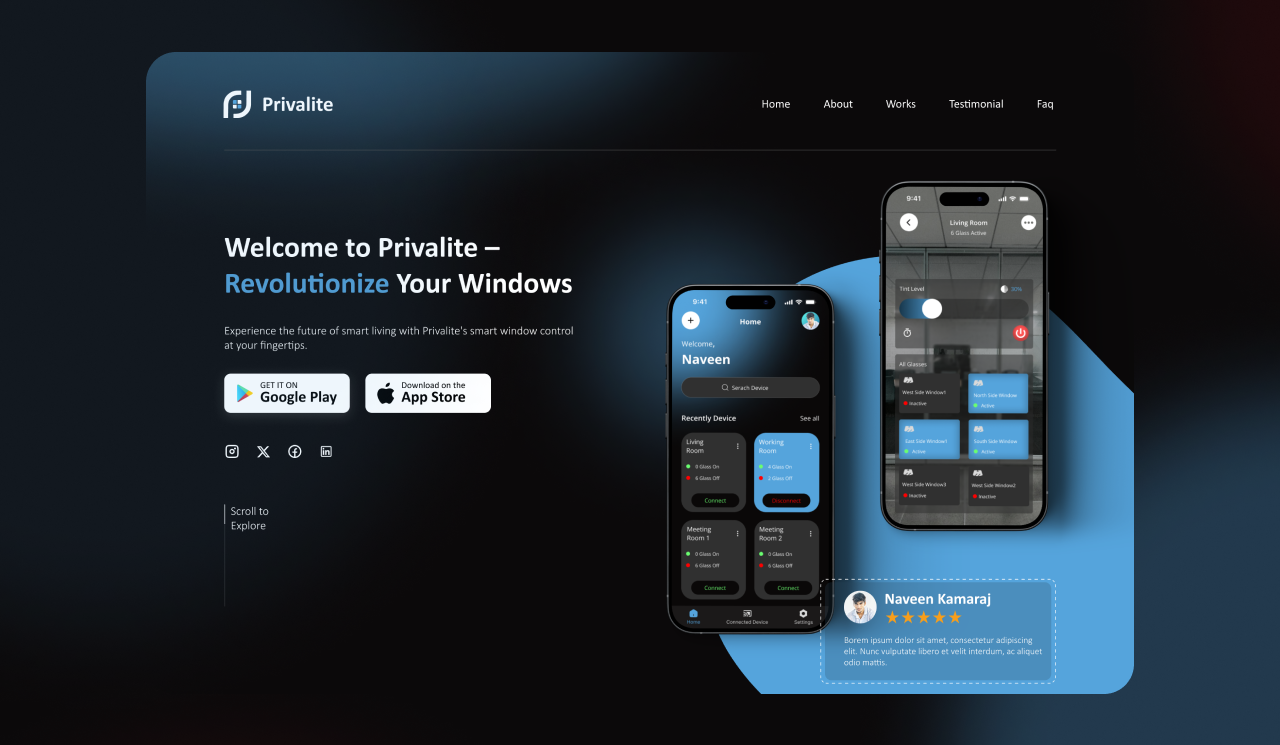 Privalite
Home
About
Works
Testimonial
Faq
Welcome to Privalite –
Revolutionize Your Windows
Experience the future of smart living with Privalite's smart window control
at your fingertips.
GET IT ON
Google Play
Download on the
App Store
Scroll to
Explore
9:41
Home
Welcome,
Naveen
Serach Device
Recently Device
See all
Living
Room
0 Glass On
6 Glass Off
Connect
Working
Room
4 Glass On
2 Glass Off
Disconnect
Meeting
Room 1
0 Glass On
6 Glass Off
Connect
Meeting
Room 2
0 Glass On
6 Glass Off
Connect
Home
Connected Device
Settings
9:41
Living Room
6 Glass Active
Tint Level
30%
All Glasses
West Side Window1
Inactive
North Side Window
Active
East Side Window1
Active
South Side Window
Active
West Side Window3
Inactive
West Side Window2
Inactive
Naveen Kamaraj
Borem ipsum dolor sit amet, consectetur adipiscing
elit. Nunc vulputate libero et velit interdum, ac aliquet
odio mattis.